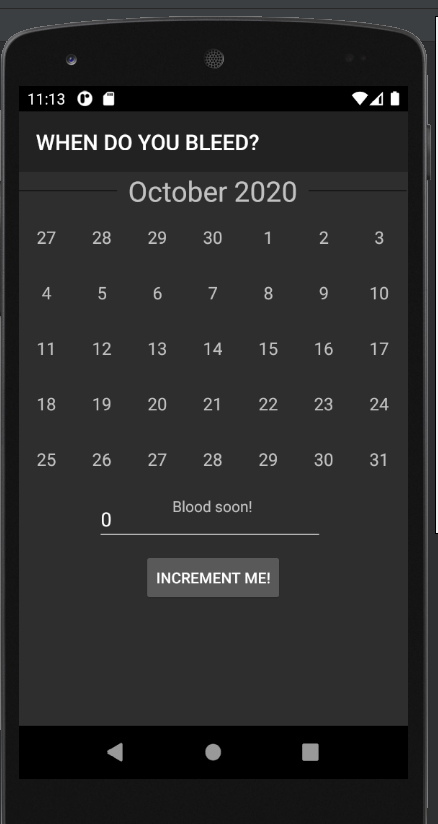 11:13
WHEN DO YOU BLEED?
October 2020
27 28 29 30 1 2 3
4 5 6 7 8 9 10
11 12 13 14 15 16 17
18 19 20 21 22 23 24
25 26 27 28 29 30 31
Blood soon!
0
INCREMENT ME!